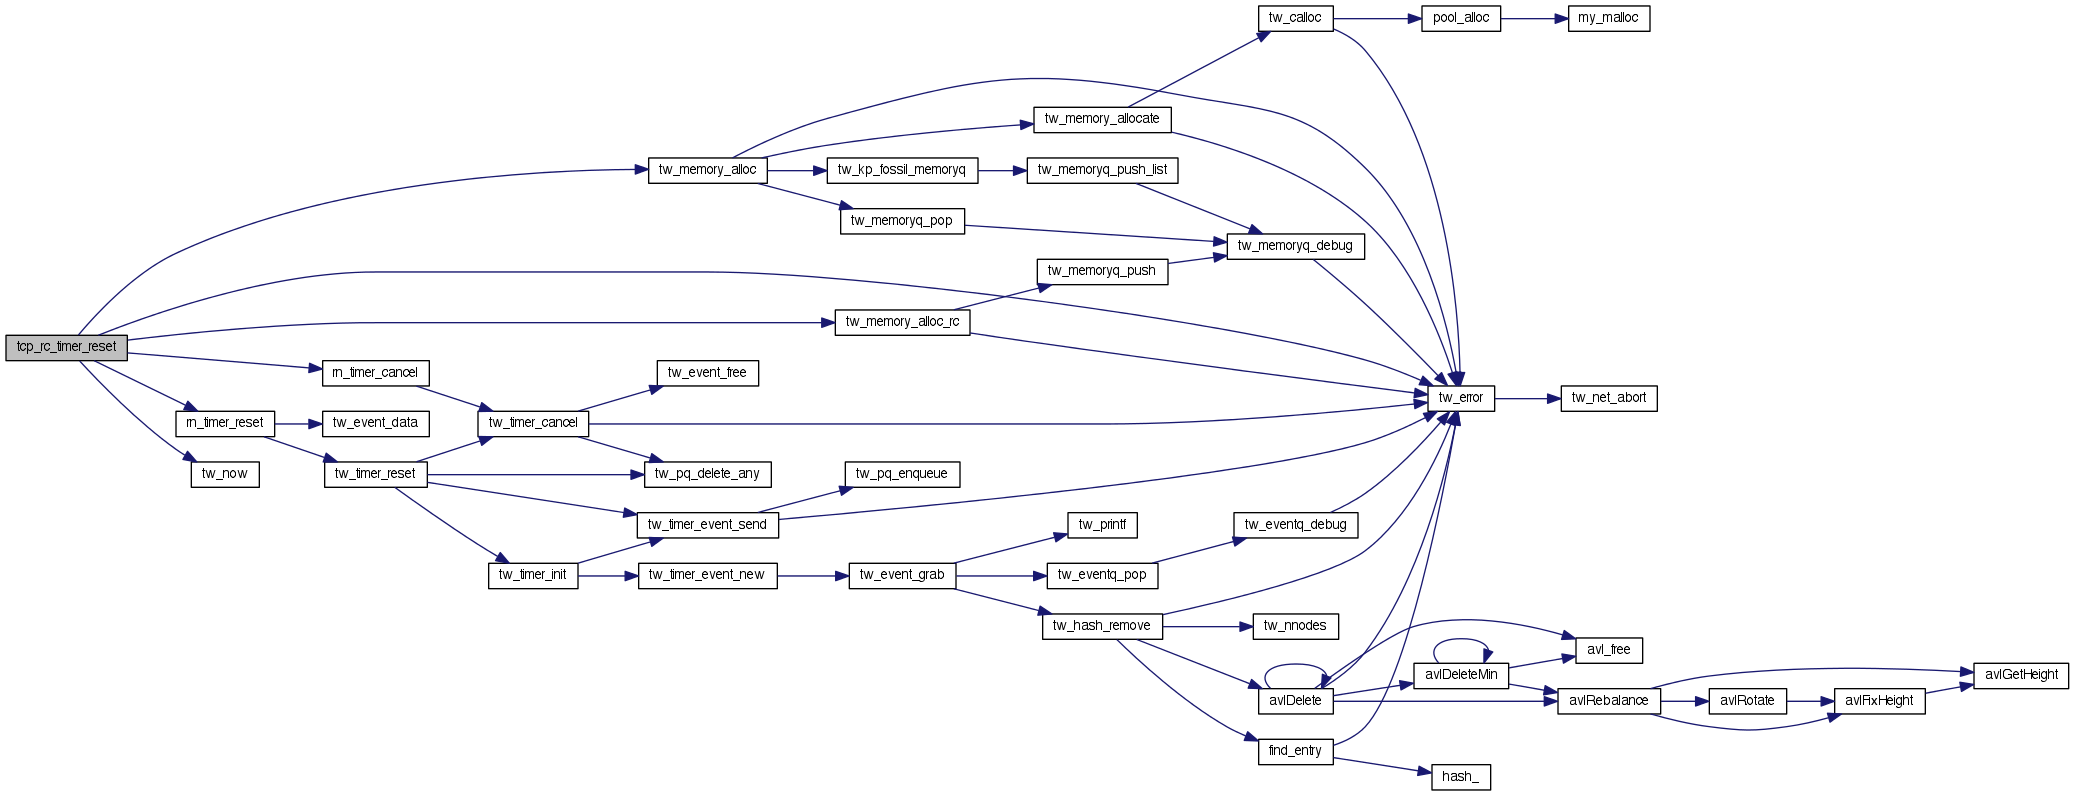 tw_calloc
pool_alloc
my_malloc
tw_memory_allocate
tw_memory_alloc
tw_kp_fossil_memoryq
tw_memoryq_push_list
tw_memoryq_pop
tw_memoryq_debug
tw_memoryq_push
tw_memory_alloc_rc
tcp_rc_timer_reset
rn_timer_cancel
tw_event_free
tw_error
tw_net_abort
rn_timer_reset
tw_event_data
tw_timer_cancel
tw_now
tw_timer_reset
tw_pq_delete_any
tw_pq_enqueue
tw_timer_event_send
tw_printf
tw_eventq_debug
tw_timer_init
tw_timer_event_new
tw_event_grab
tw_eventq_pop
tw_hash_remove
tw_nnodes
avl_free
avlDeleteMin
avlGetHeight
avlDelete
avlRebalance
avlRotate
avlFixHeight
find_entry
hash_